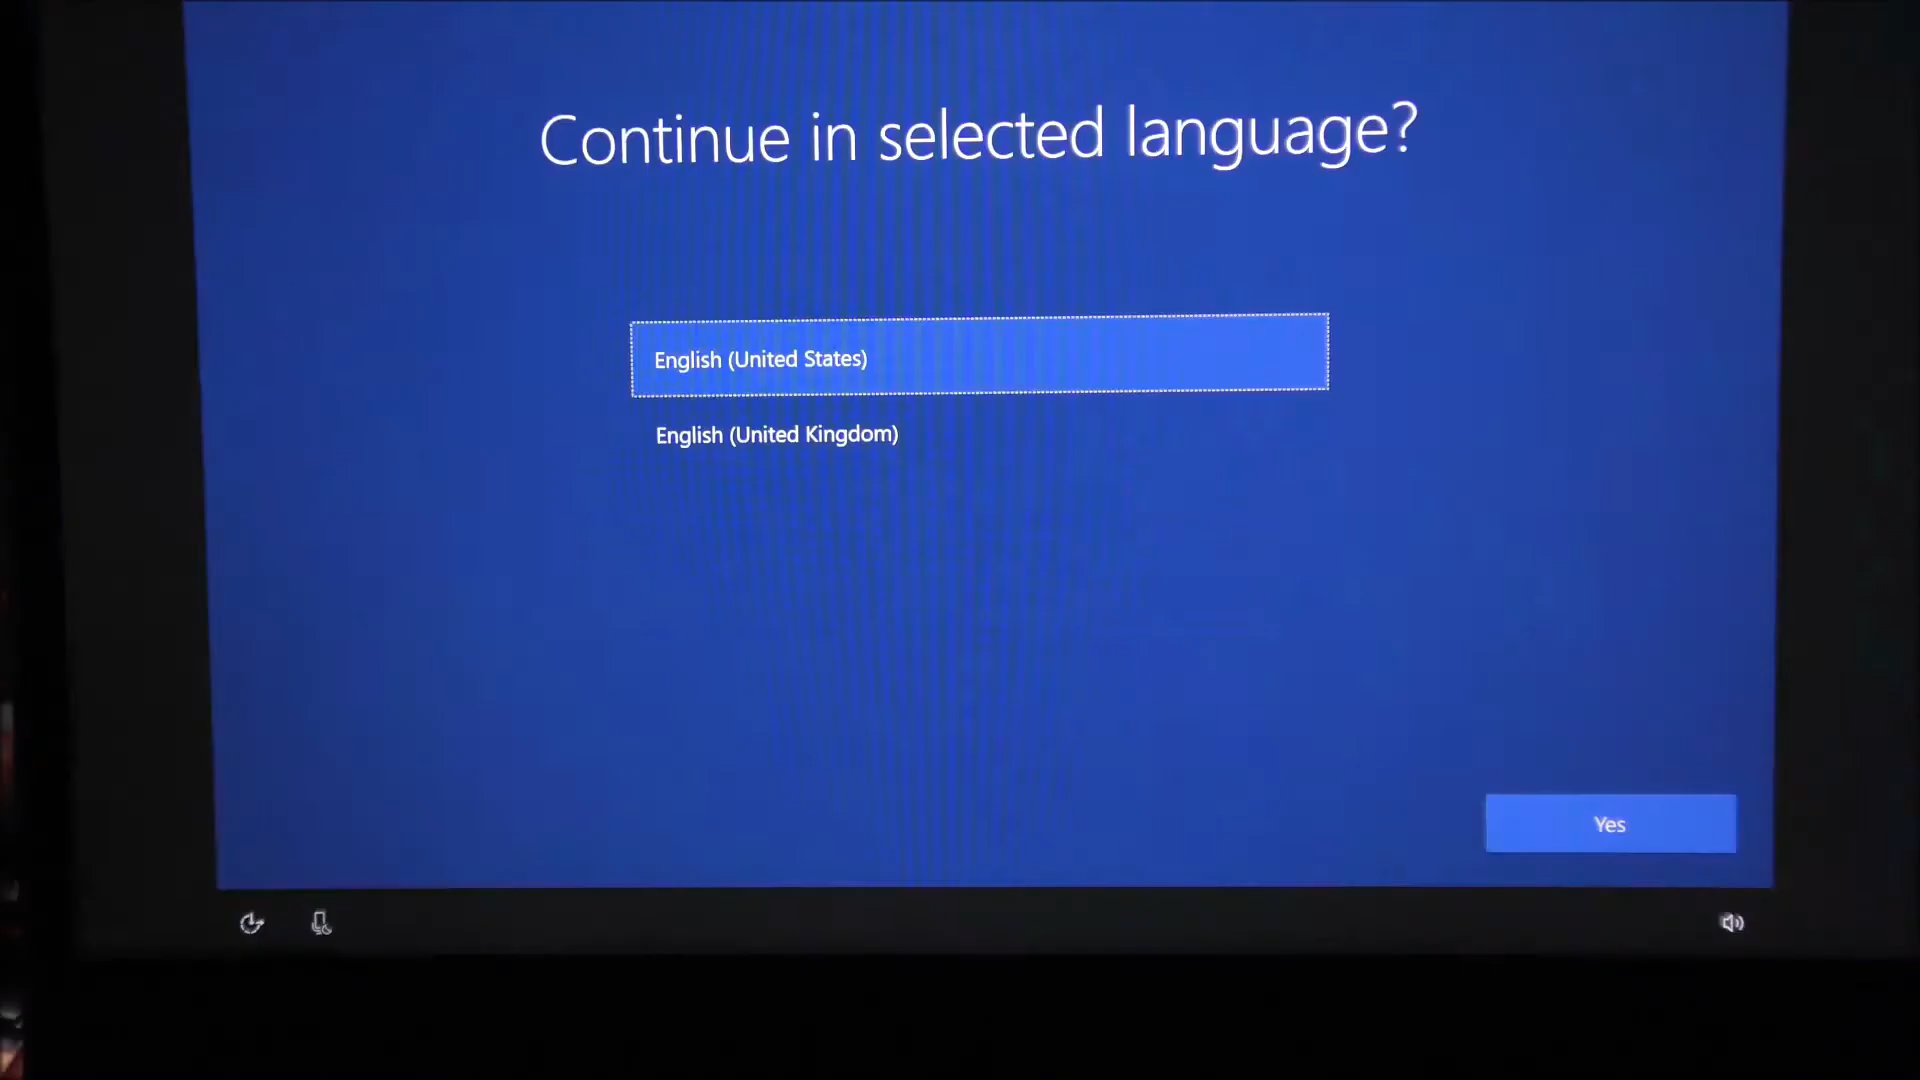 Continue in selected language?
English (United States)
English (United Kingdom)
Yes